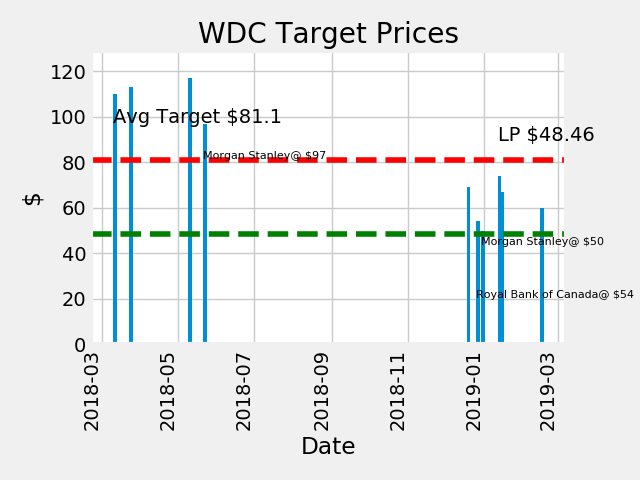 WDC Target Prices
120
100
80
60
40
20
0
$
Avg Target $81.1
LP $48.46
Morgan Stanley@ $97
Morgan Stanley@ $50
Royal Bank of Canada@ $54
2018-03
2018-05
2018-07
2018-09
2018-11
2019-01
2019-03
Date